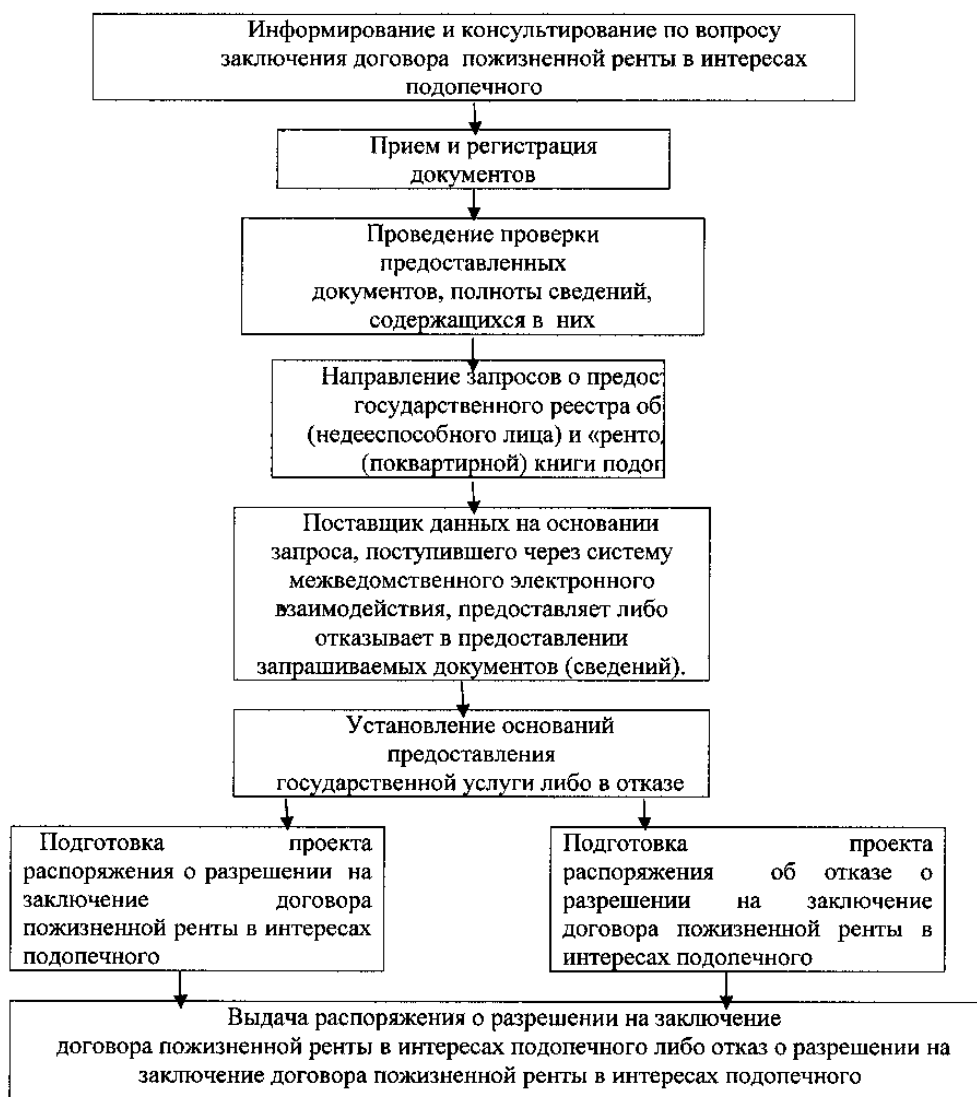 Информирование и консультирование по вопросу
заключения договора пожизненной ренты в интересах
подопечного
Прием и регистрация
документов
Проведение проверки
предоставленных
документов, полноты сведений,
содержащихся в них
Направление запросов о предос
государственного реестра об
(недееспособного лица) и «ренто
(поквартирной) книги подоп
Поставщик данных на основании
запроса, поступившего через систему
межведомственного электронного
взаимодействия, предоставляет либо
отказывает в предоставлении
запрашиваемых документов (сведений).
Установление оснований
предоставления
государственной услуги либо в отказе
Подготовка проекта
распоряжения о разрешении на
заключение договора
пожизненной ренты в интересах
подопечного
Подготовка проекта
распоряжения об отказе о
разрешении на заключение
договора пожизненной ренты в
интересах подопечного
Выдача распоряжения о разрешении на заключение
договора пожизненной ренты в интересах подопечного либо отказ о разрешении на
заключение договора пожизненной ренты в интересах подопечного